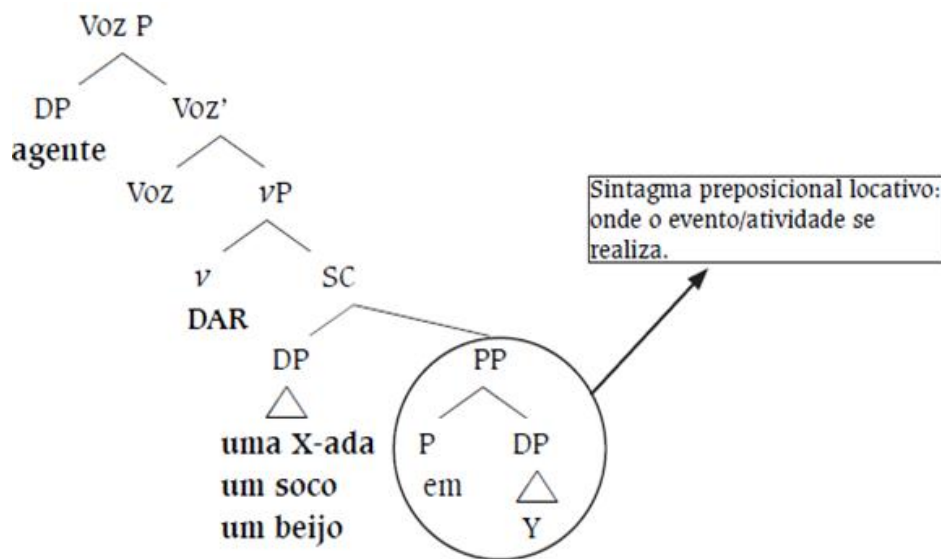 Voz P
DP Voz’
agente
Voz vP
Sintagma preposicional locativo:
onde o evento/atividade se
realiza.
v SC
DAR
DP PP
uma X-ada P DP
um soco em
um beijo Y